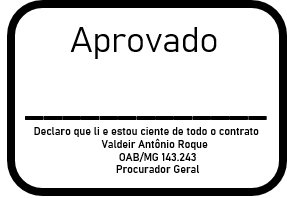 Aprovado
Declaro que li e estou ciente de todo o contrato
Valdeir Antônio Roque
OAB/MG 143.243
Procurador Geral